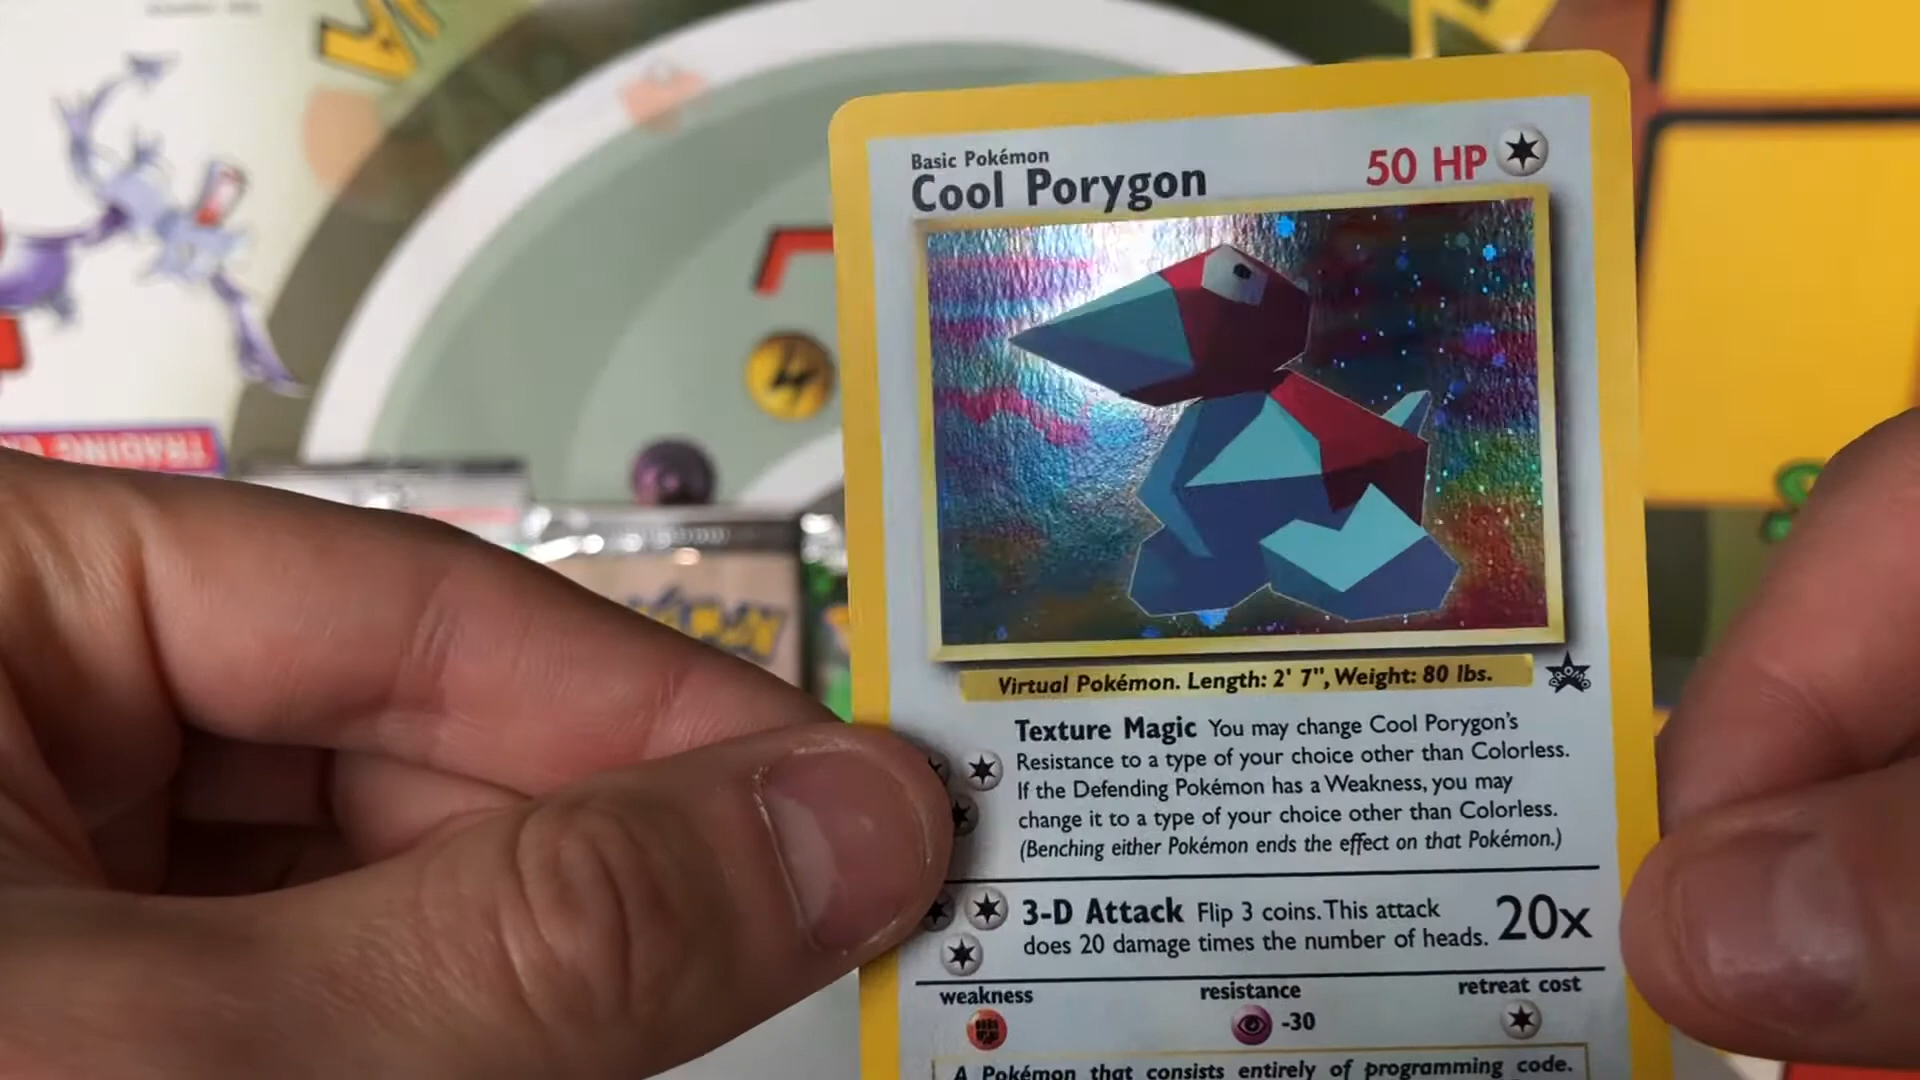 Basic Pokémon
Cool Porygon
50 HP
Virtual Pokémon. Length: 2' 7", Weight: 80 lbs.
PROMO
Texture Magic You may change Cool Porygon's
Resistance to a type of your choice other than Colorless.
If the Defending Pokémon has a Weakness, you may
change it to a type of your choice other than Colorless.
(Benching either Pokémon ends the effect on that Pokémon.)
3-D Attack Flip 3 coins. This attack
does 20 damage times the number of heads.
20x
weakness
resistance
-30
retreat cost
A Pokémon that consists entirely of programming code.
TRADING